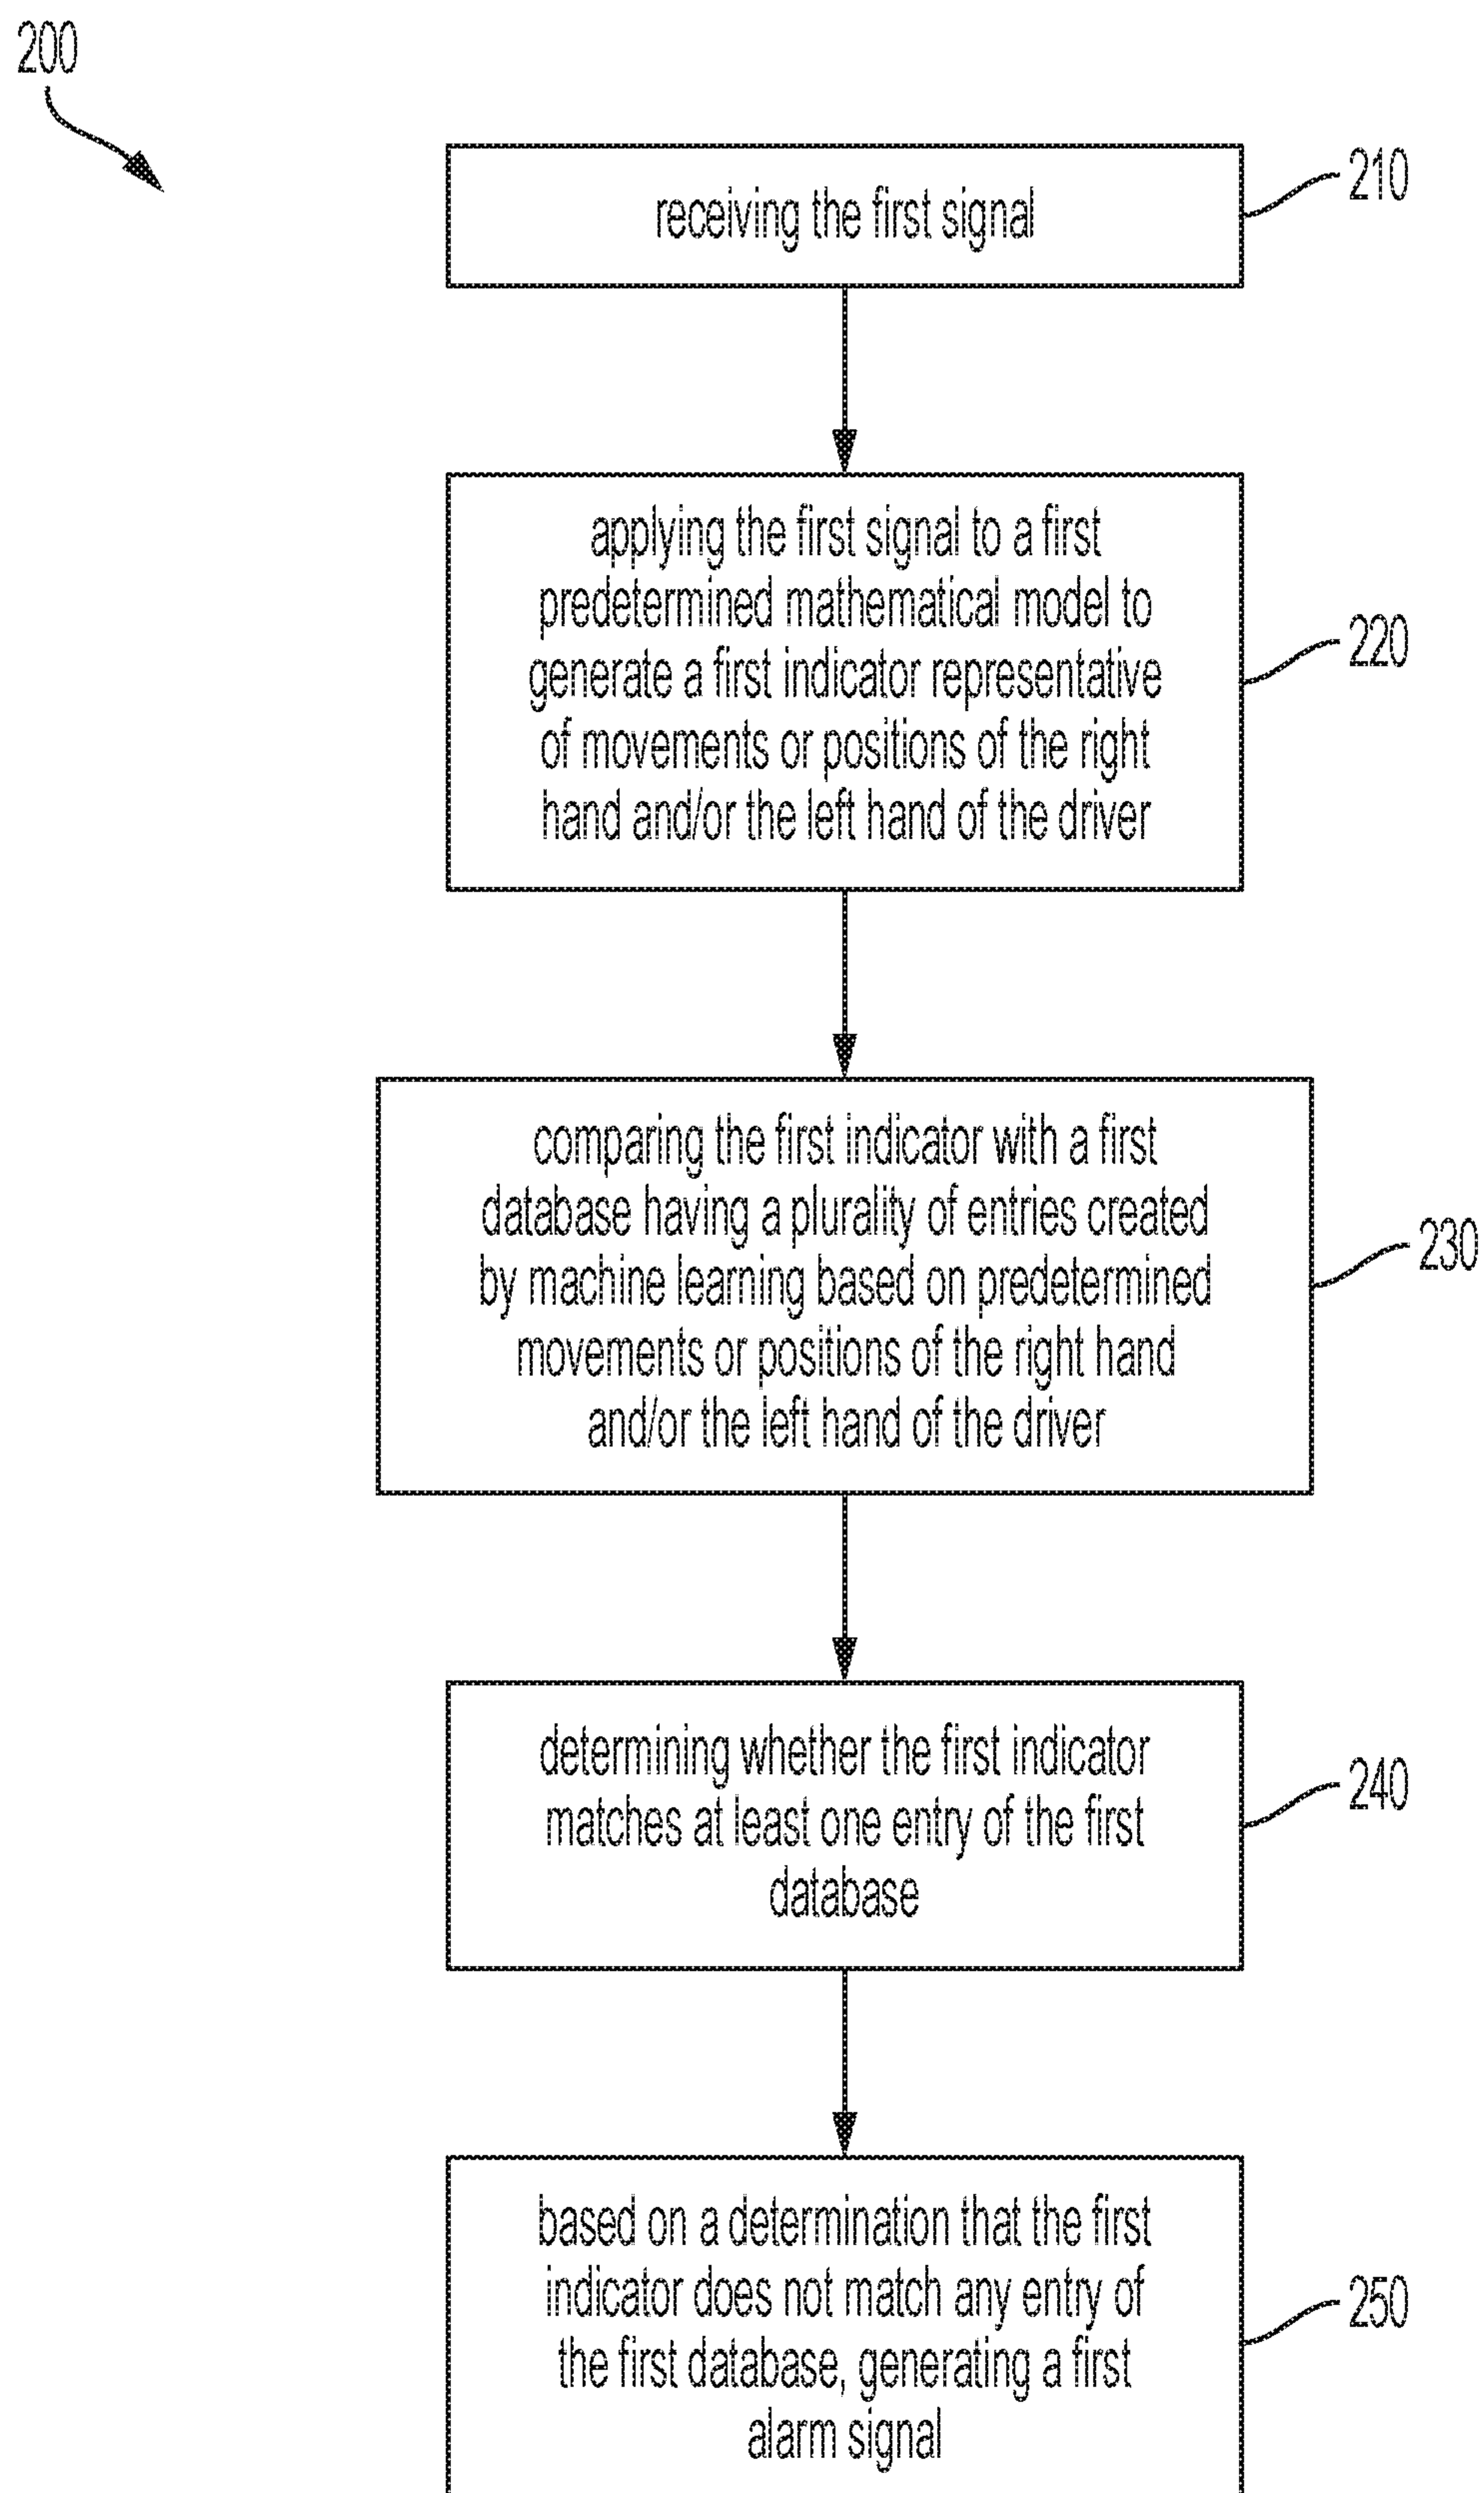 200
receiving the first signal
210
applying the first signal to a first
predetermined mathematical model to
generate a first indicator representative
of movements or positions of the right
hand and/or the left hand of the driver
220
comparing the first indicator with a first
database having a plurality of entries created
by machine learning based on predetermined
movements or positions of the right hand
and/or the left hand of the driver
230
determining whether the first indicator
matches at least one entry of the first
database
240
based on a determination that the first
indicator does not match any entry of
the first database, generating a first
alarm signal
250